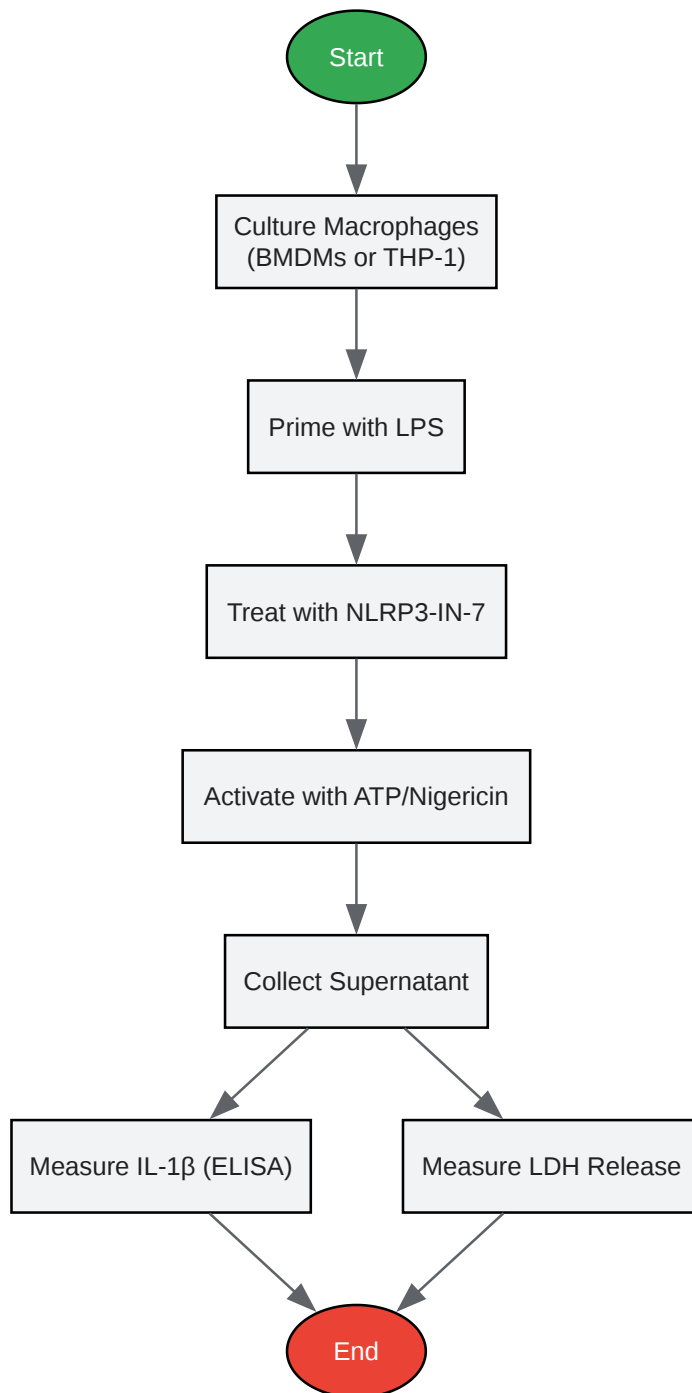 Start
Culture Macrophages
(BMDMs or THP-1)
Prime with LPS
Treat with NLRP3-IN-7
Activate with ATP/Nigericin
Collect Supernatant
Measure IL-1β (ELISA)
Measure LDH Release
End